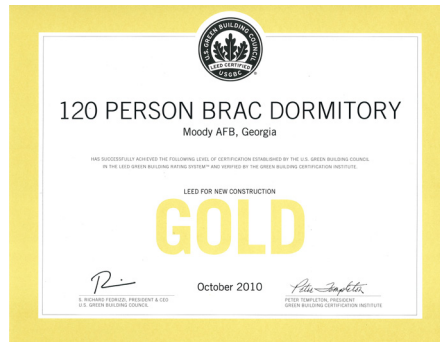 U.S. GREEN BUILDING COUNCIL
LEED CERTIFIED
USGBC
120 PERSON BRAC DORMITORY
Moody AFB, Georgia
HAS SUCCESSFULLY ACHIEVED THE FOLLOWING LEVEL OF CERTIFICATION ESTABLISHED BY THE U.S. GREEN BUILDING COUNCIL
IN THE LEED GREEN BUILDING RATING SYSTEM™ AND VERIFIED BY THE GREEN BUILDING CERTIFICATION INSTITUTE.
LEED FOR NEW CONSTRUCTION
GOLD
October 2010
Peter Templeton
S. RICHARD FEDRIZZI, PRESIDENT & CEO
U.S. GREEN BUILDING COUNCIL
PETER TEMPLETON, PRESIDENT
GREEN BUILDING CERTIFICATION INSTITUTE